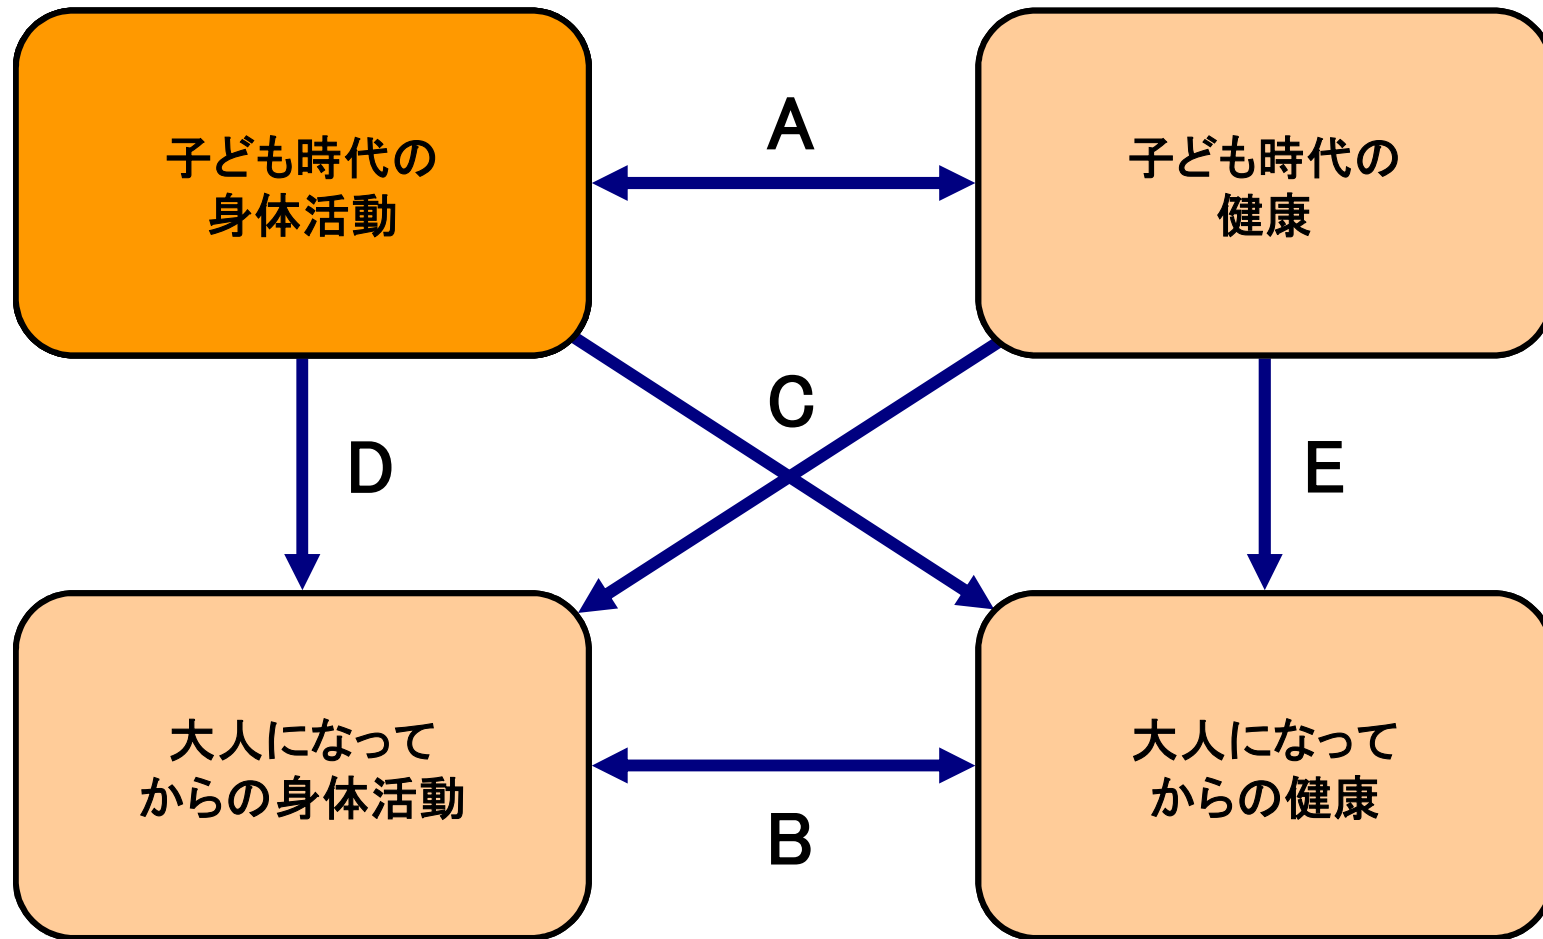 子ども時代の
身体活動
A
子ども時代の
健康
C
D
E
大人になって
からの身体活動
B
大人になって
からの健康